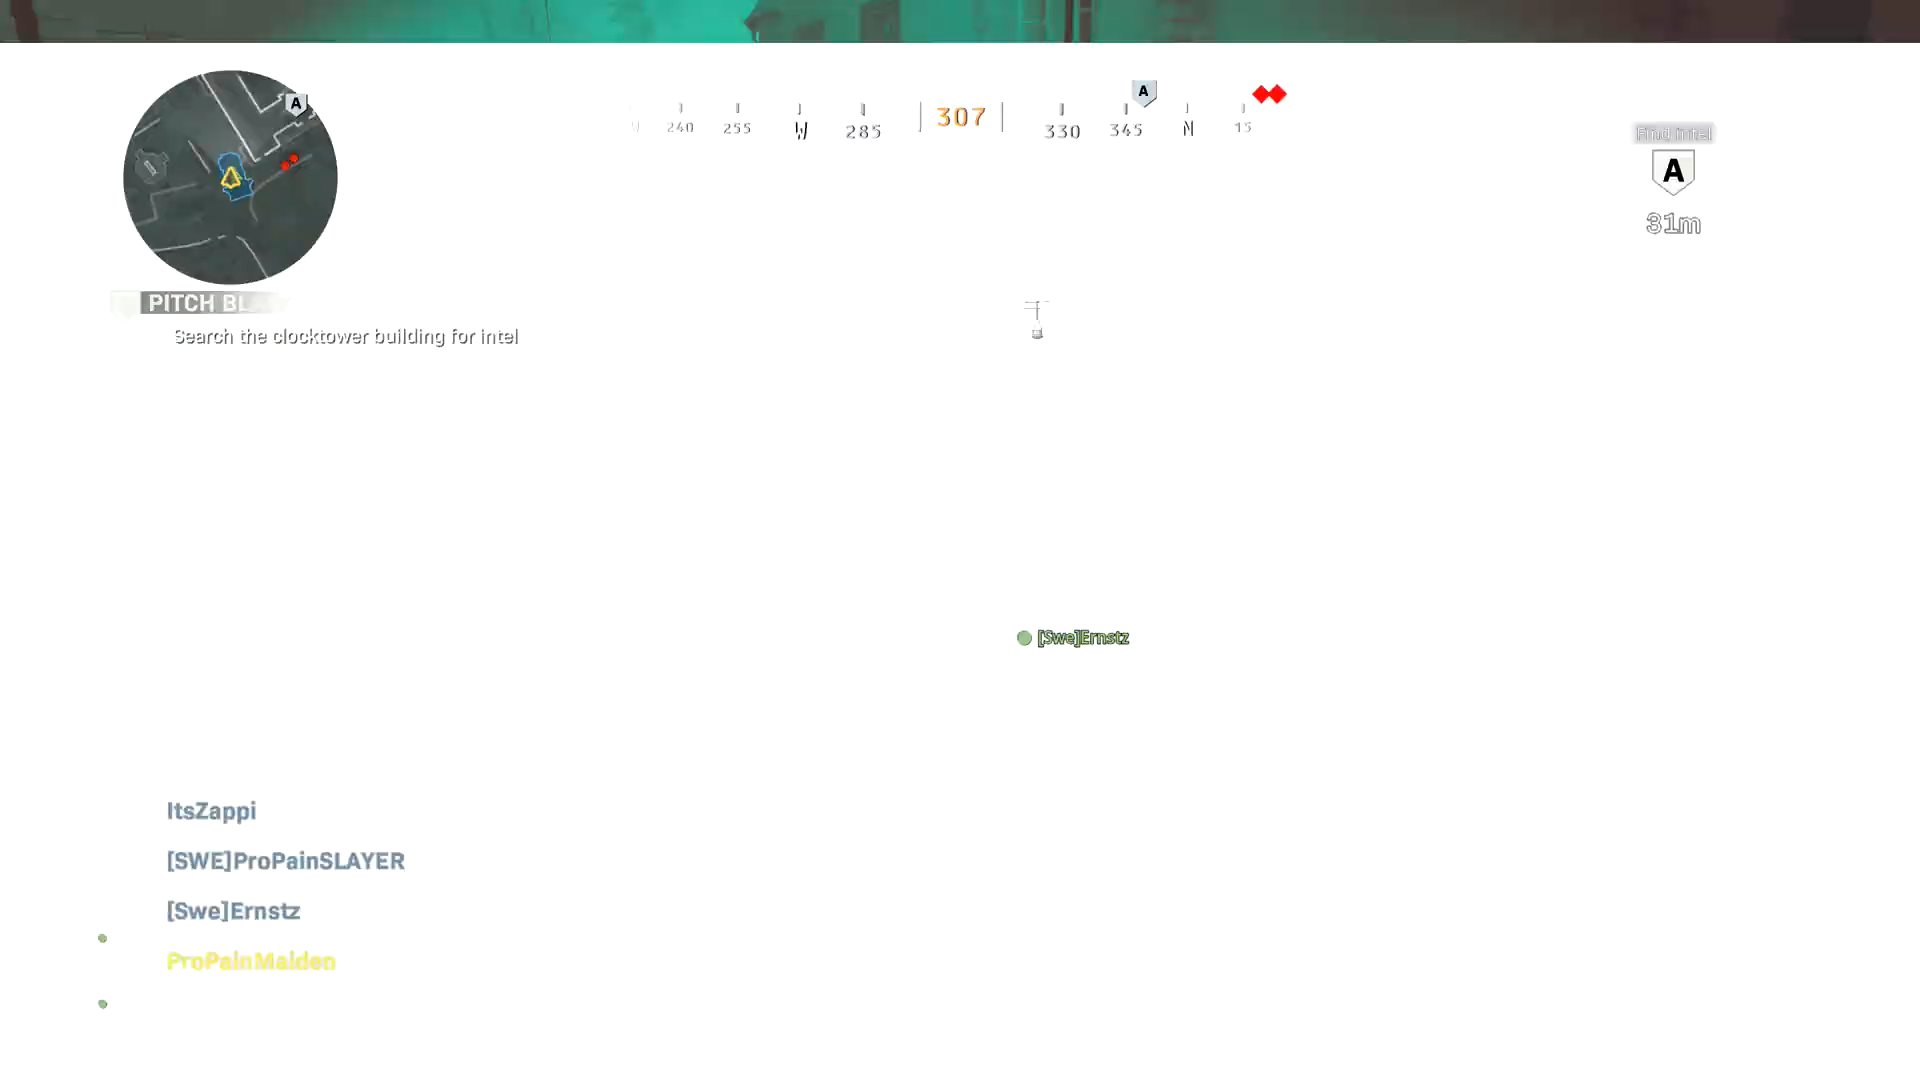 A
A
W 240 255 W 285 307 330 345 N 15
Find Intel
A
31m
PITCH BL
Search the clocktower building for intel
[Swe]Ernstz
ItsZappi
[SWE]ProPainSLAYER
[Swe]Ernstz
ProPainMaiden